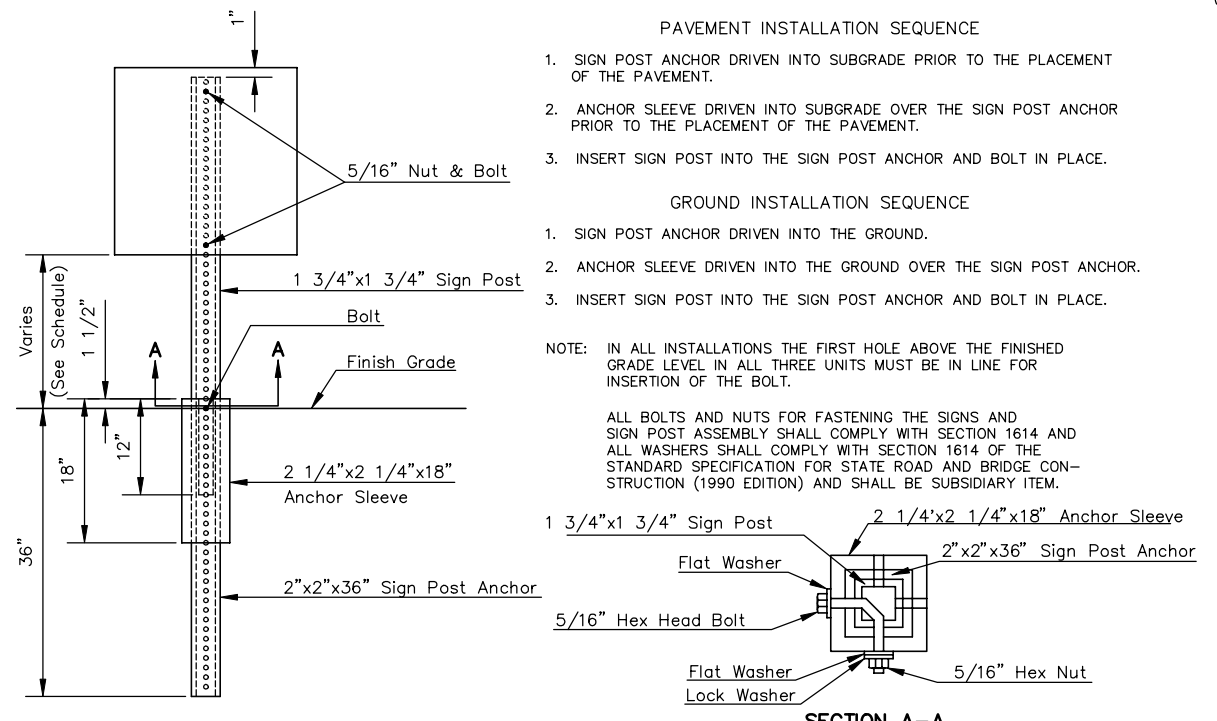 1"
5/16" Nut & Bolt
1 3/4"x1 3/4" Sign Post
Varies
(See Schedule)
1 1/2"
Bolt
A
A
Finish Grade
12"
18"
36"
2 1/4"x2 1/4"x18"
Anchor Sleeve
2"x2"x36" Sign Post Anchor
PAVEMENT INSTALLATION SEQUENCE
1. SIGN POST ANCHOR DRIVEN INTO SUBGRADE PRIOR TO THE PLACEMENT
OF THE PAVEMENT.
2. ANCHOR SLEEVE DRIVEN INTO SUBGRADE OVER THE SIGN POST ANCHOR
PRIOR TO THE PLACEMENT OF THE PAVEMENT.
3. INSERT SIGN POST INTO THE SIGN POST ANCHOR AND BOLT IN PLACE.
GROUND INSTALLATION SEQUENCE
1. SIGN POST ANCHOR DRIVEN INTO THE GROUND.
2. ANCHOR SLEEVE DRIVEN INTO THE GROUND OVER THE SIGN POST ANCHOR.
3. INSERT SIGN POST INTO THE SIGN POST ANCHOR AND BOLT IN PLACE.
NOTE: IN ALL INSTALLATIONS THE FIRST HOLE ABOVE THE FINISHED
GRADE LEVEL IN ALL THREE UNITS MUST BE IN LINE FOR
INSERTION OF THE BOLT.
ALL BOLTS AND NUTS FOR FASTENING THE SIGNS AND
SIGN POST ASSEMBLY SHALL COMPLY WITH SECTION 1614 AND
ALL WASHERS SHALL COMPLY WITH SECTION 1614 OF THE
STANDARD SPECIFICATION FOR STATE ROAD AND BRIDGE CON-
STRUCTION (1990 EDITION) AND SHALL BE SUBSIDIARY ITEM.
1 3/4"x1 3/4" Sign Post
2 1/4'x2 1/4"x18" Anchor Sleeve
Flat Washer
2"x2"x36" Sign Post Anchor
5/16" Hex Head Bolt
Flat Washer
Lock Washer
5/16" Hex Nut
SECTION A-A